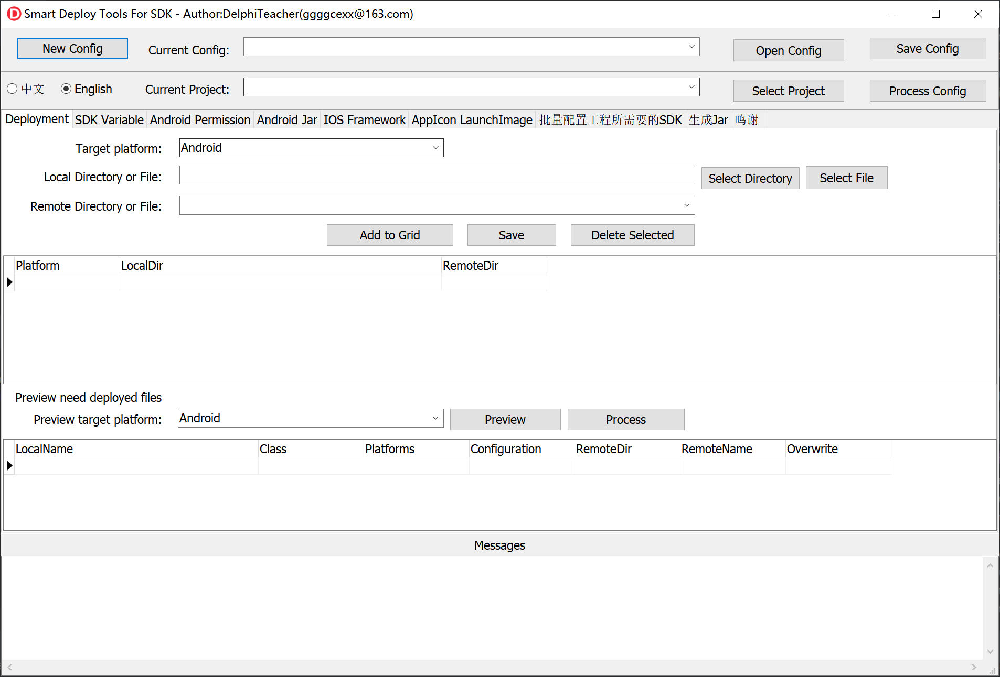 Smart Deploy Tools For SDK - Author:DelphiTeacher(ggggcexx@163.com)
New Config Current Config: Open Config Save Config
中文 English Current Project: Select Project Process Config
Deployment SDK Variable Android Permission Android Jar IOS Framework AppIcon LaunchImage 批量配置工程所需要的SDK 生成Jar 鸣谢
Target platform: Android
Local Directory or File: Select Directory Select File
Remote Directory or File:
Add to Grid Save Delete Selected
Platform LocalDir RemoteDir
Preview need deployed files
Preview target platform: Android Preview Process
LocalName Class Platforms Configuration RemoteDir RemoteName Overwrite
Messages